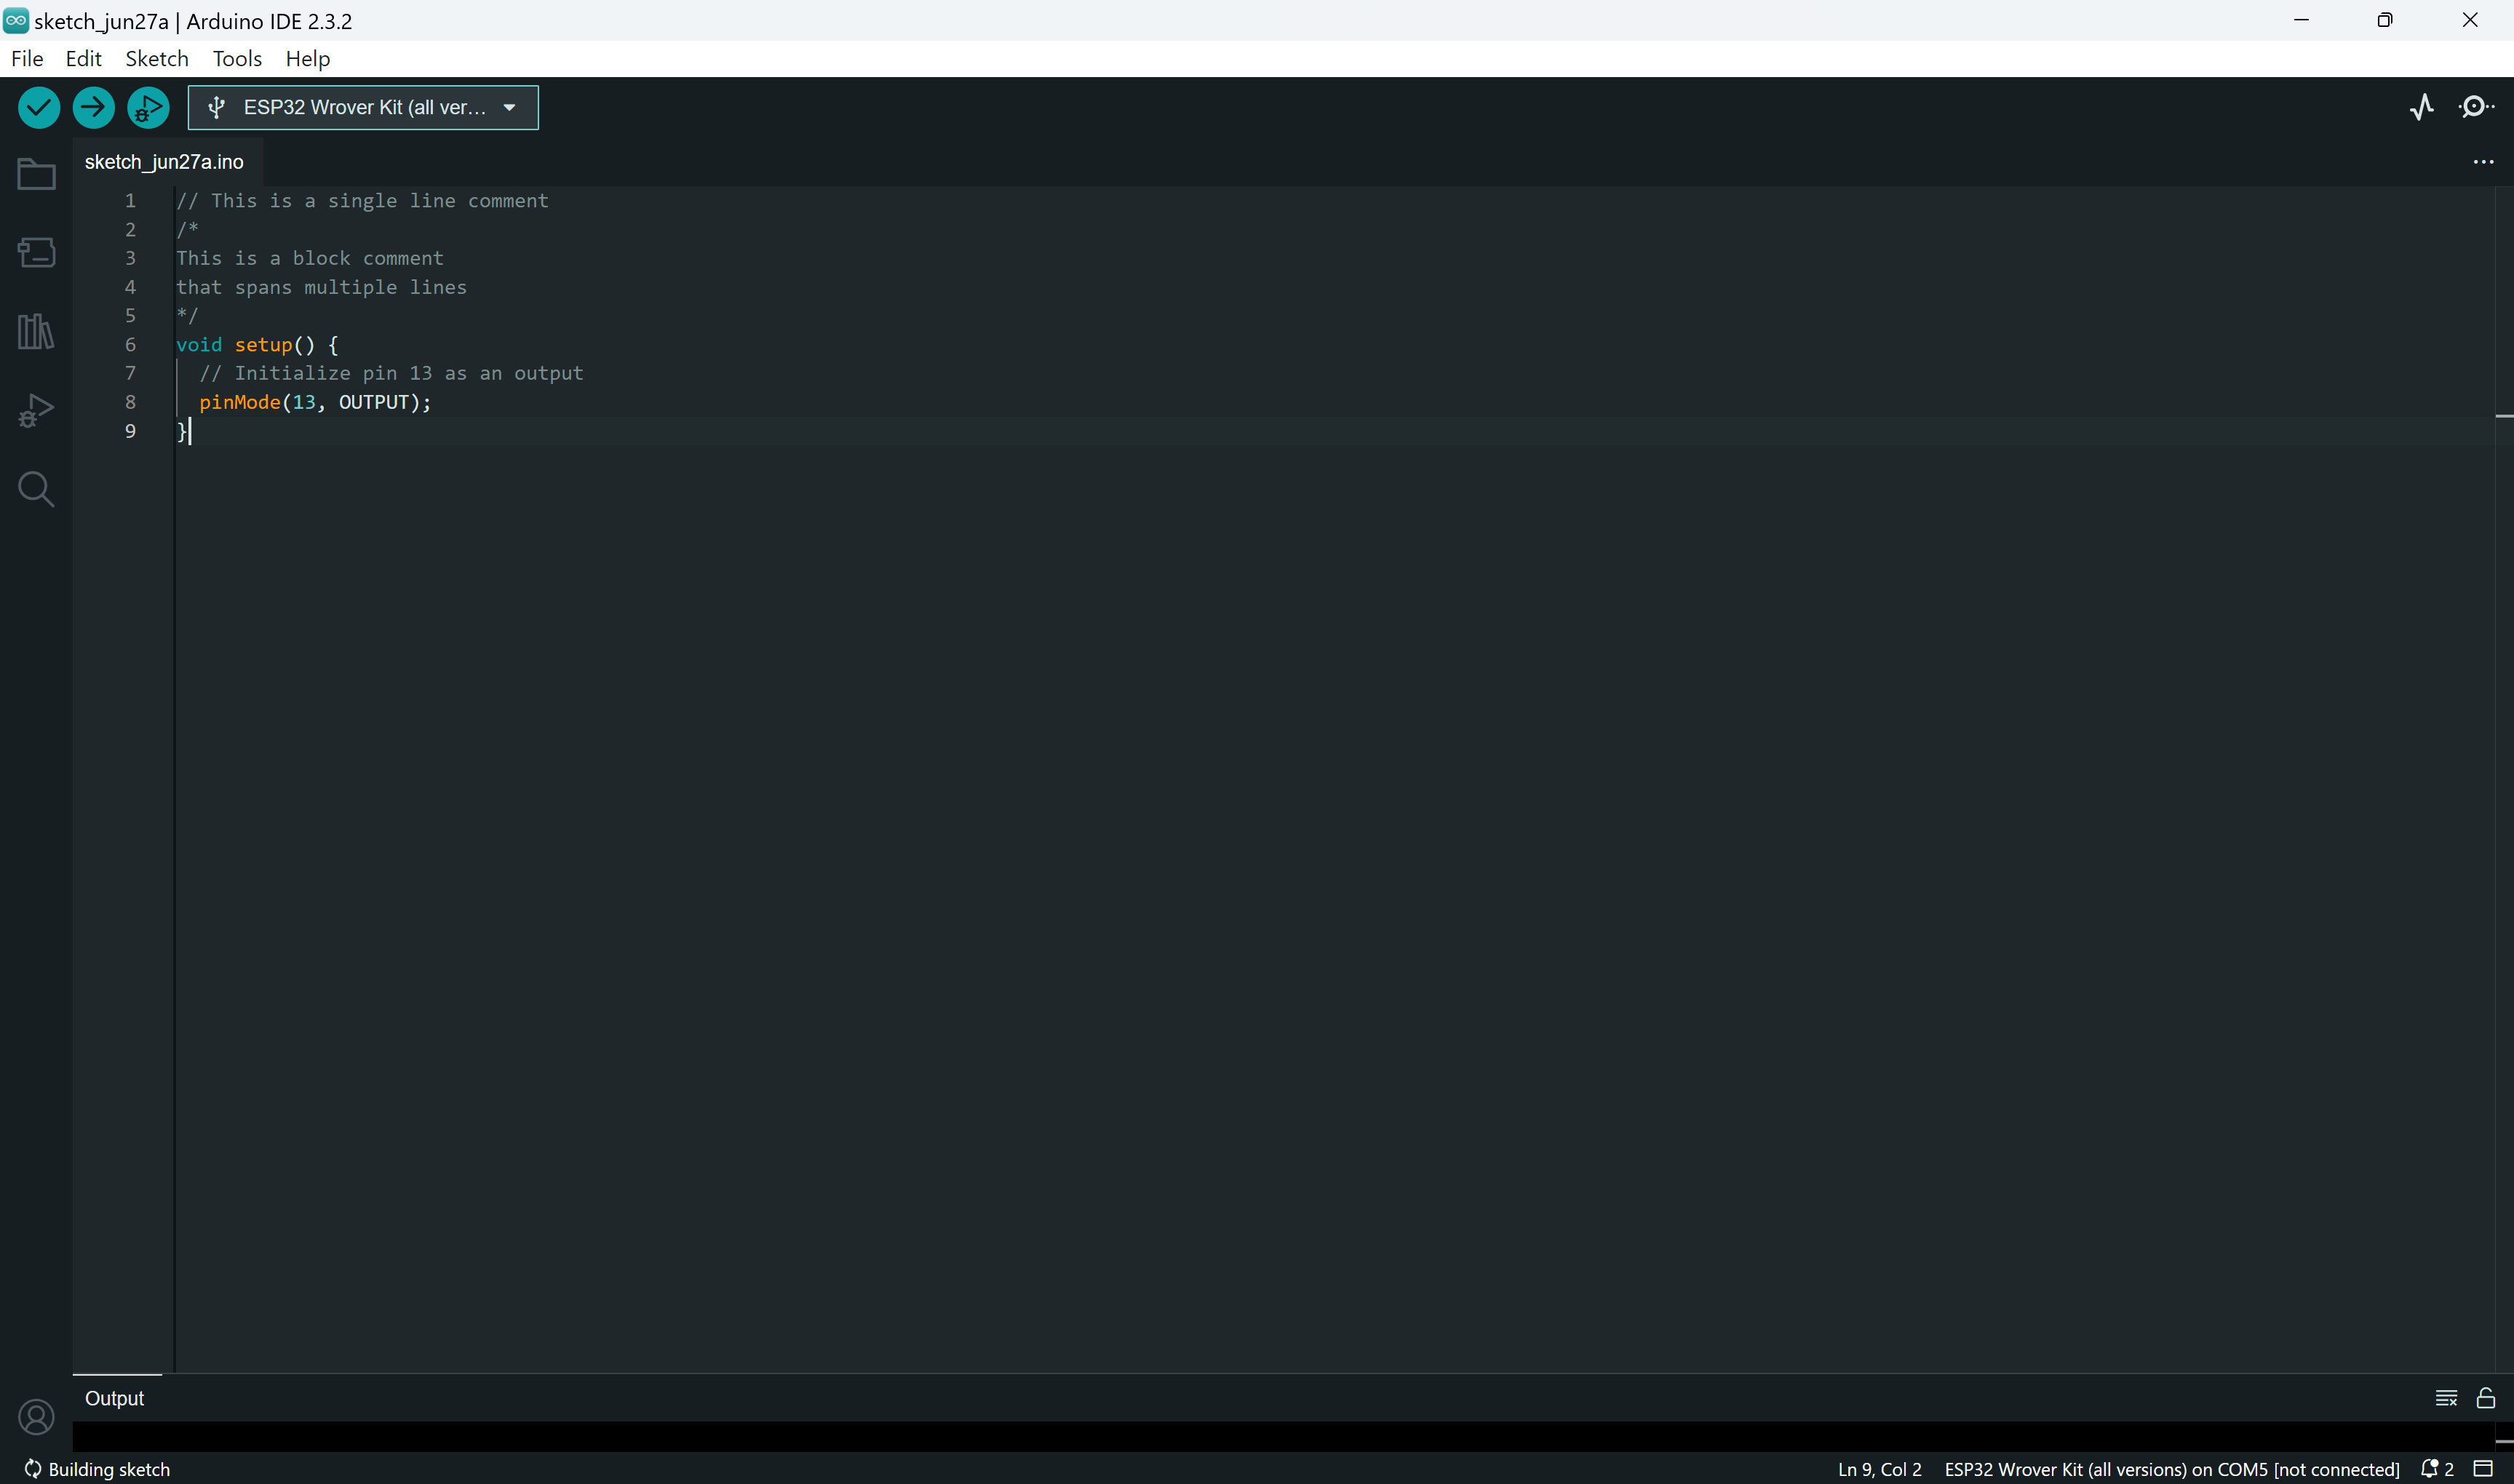 sketch_jun27a | Arduino IDE 2.3.2
File Edit Sketch Tools Help
ESP32 Wrover Kit (all ver...
sketch_jun27a.ino
1 // This is a single line comment
2 /*
3 This is a block comment
4 that spans multiple lines
5 */
6 void setup() {
7 // Initialize pin 13 as an output
8 pinMode(13, OUTPUT);
9 }
Output
Building sketch Ln 9, Col 2 ESP32 Wrover Kit (all versions) on COM5 [not connected] 2